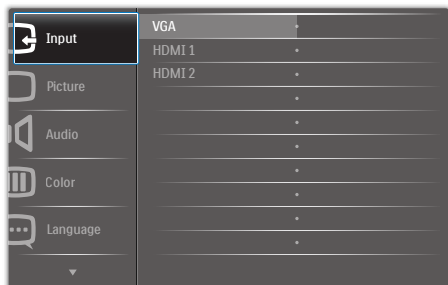 Input
Picture
Audio
Color
Language
VGA
HDMI 1
HDMI 2